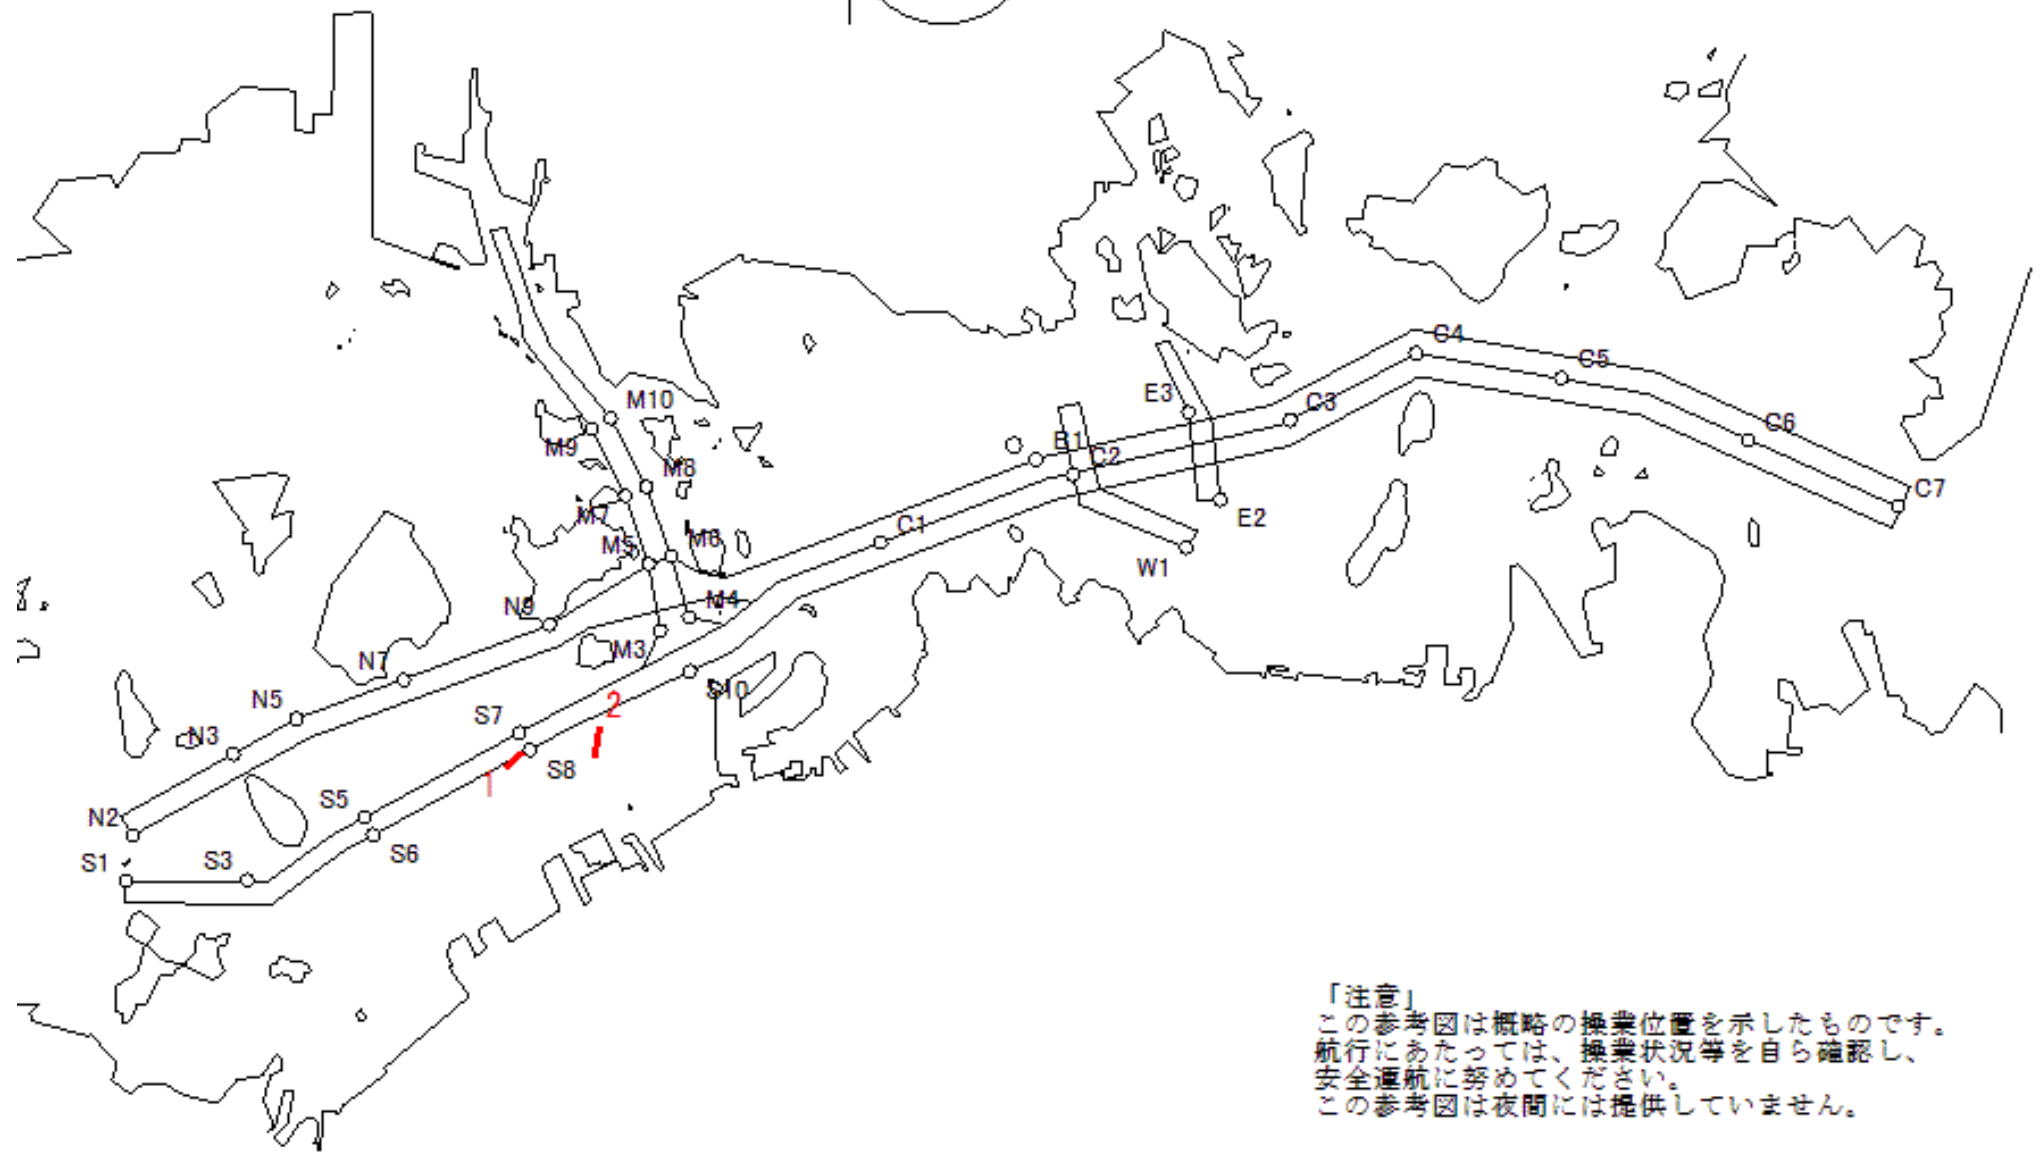 C4
C5
M10
E3
C3
C6
M9
B1
C2
M8
C7
M7
E2
C1
M5
M6
W1
N9
M4
M3
N7
S10
N5
2
S7
N3
S8
1
S5
N2
S6
S1
S3
「注意」
この参考図は概略の操業位置を示したものです。
航行にあたっては、操業状況等を自ら確認し、
安全運航に努めてください。
この参考図は夜間には提供していません。